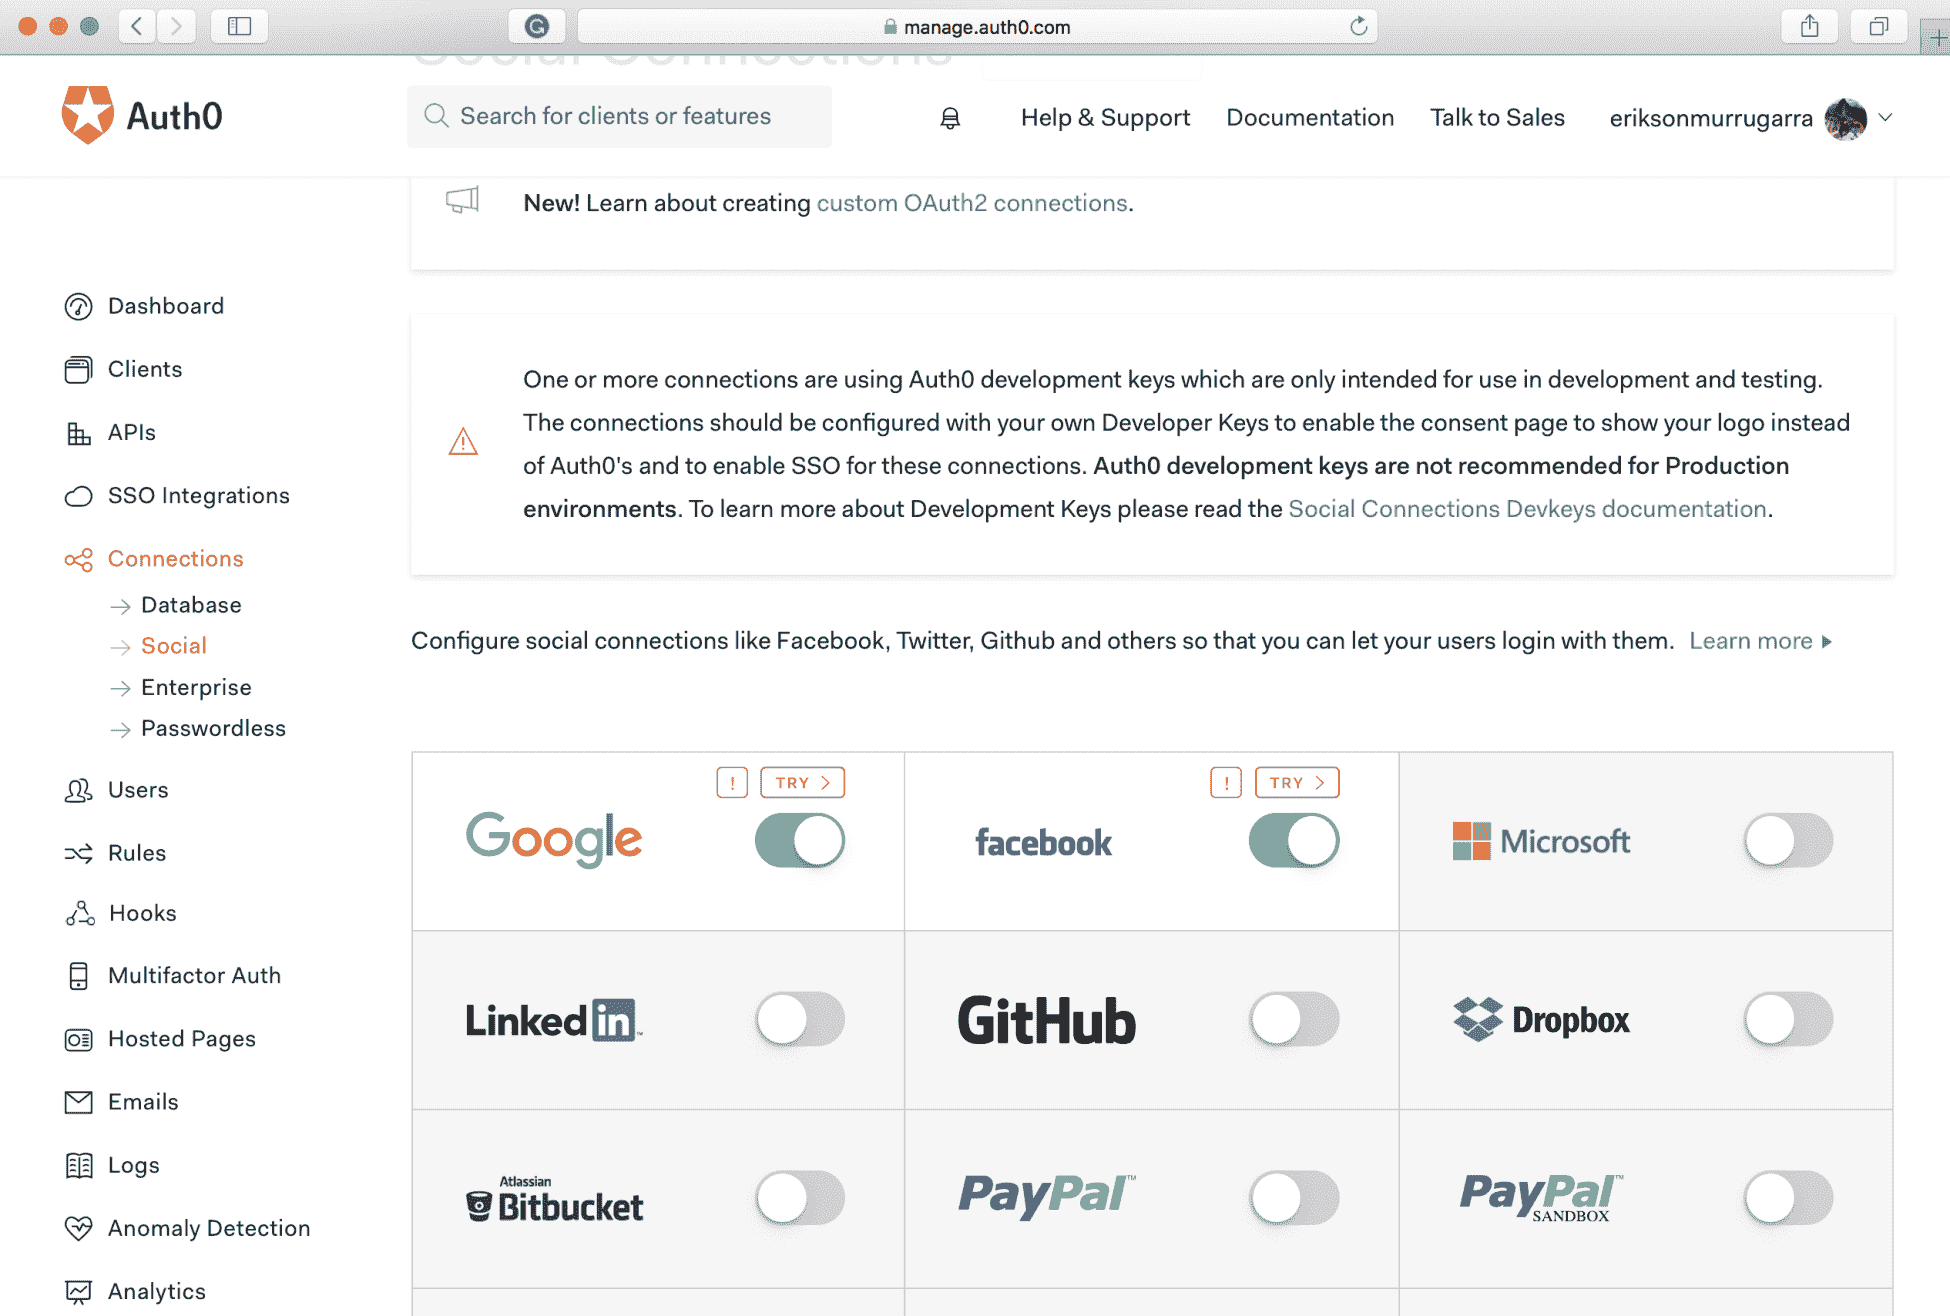 manage.auth0.com
Social Connections
Auth0
Search for clients or features
Help & Support
Documentation
Talk to Sales
eriksonmurrugarra
New! Learn about creating custom OAuth2 connections.
One or more connections are using Auth0 development keys which are only intended for use in development and testing.
The connections should be configured with your own Developer Keys to enable the consent page to show your logo instead
of Auth0's and to enable SSO for these connections. Auth0 development keys are not recommended for Production
environments. To learn more about Development Keys please read the Social Connections Devkeys documentation.
Configure social connections like Facebook, Twitter, Github and others so that you can let your users login with them. Learn more
Dashboard
Clients
APIs
SSO Integrations
Connections
Database
Social
Enterprise
Passwordless
Users
Rules
Hooks
Multifactor Auth
Hosted Pages
Emails
Logs
Anomaly Detection
Analytics
! TRY >
Google
! TRY >
facebook
Microsoft
Linkedin™
GitHub
Dropbox
Atlassian
Bitbucket
PayPal™
PayPal™
SANDBOX